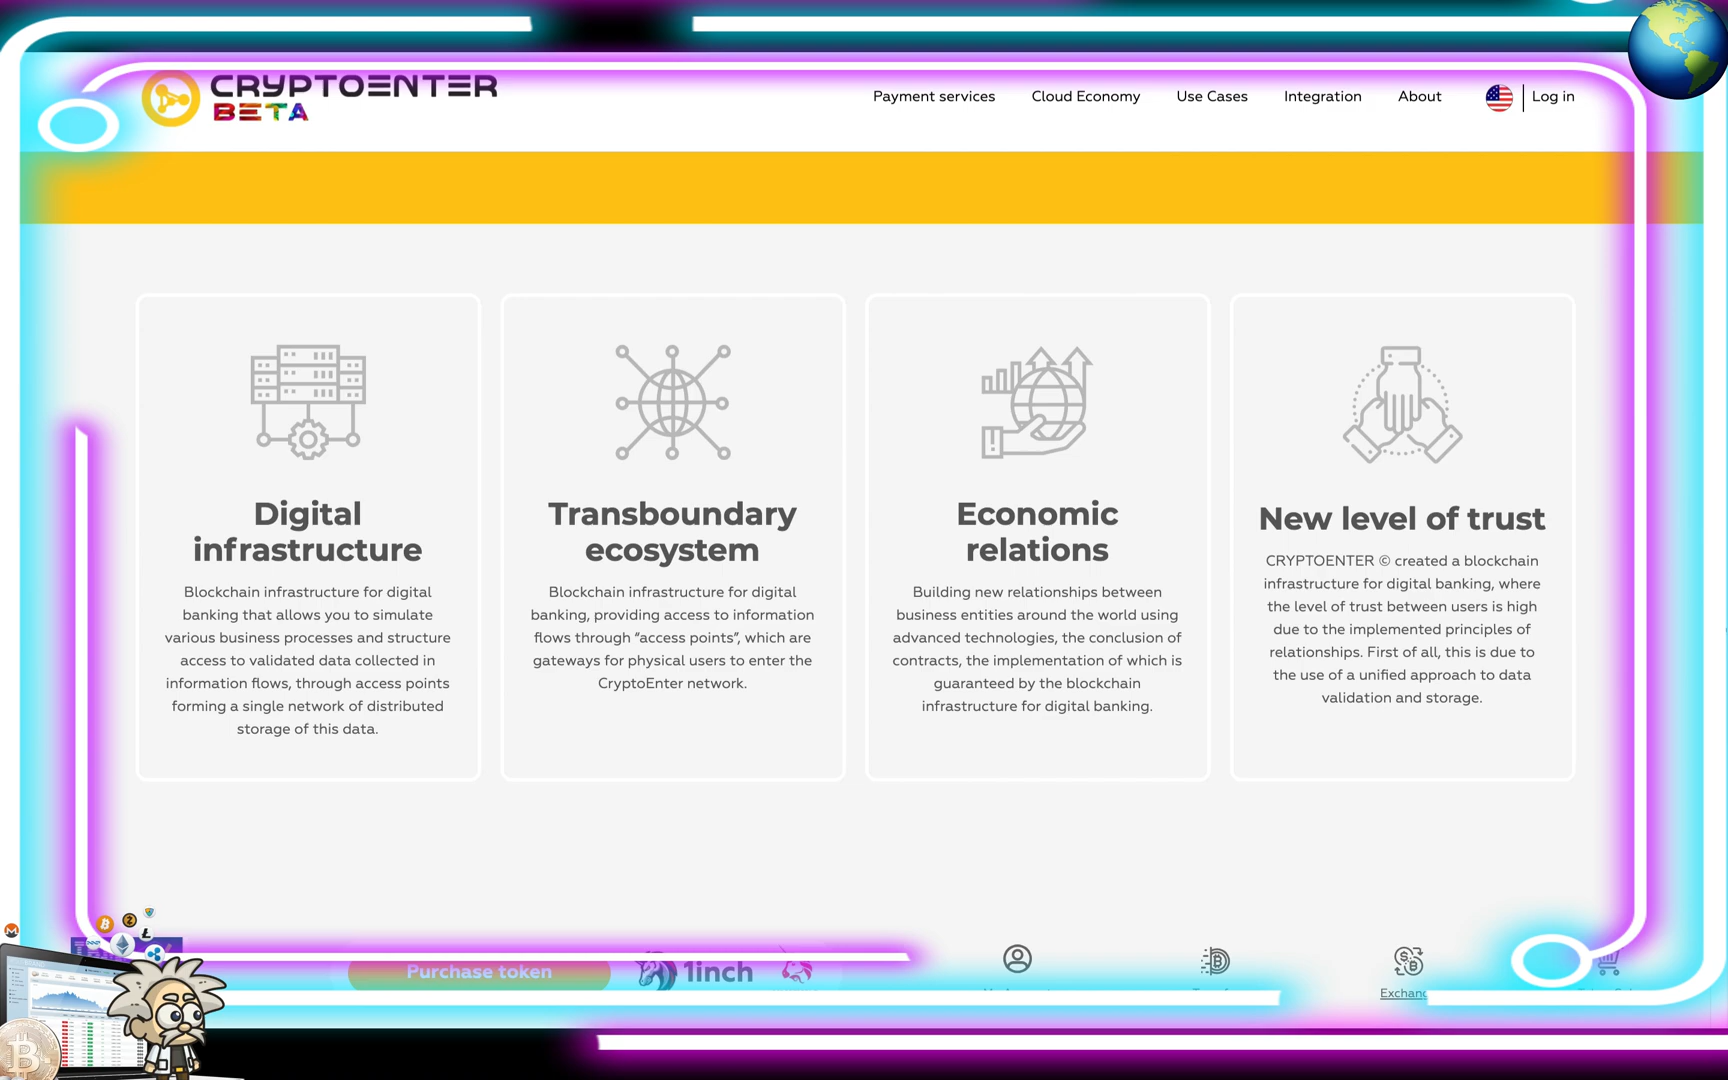 CRYPTOENTER
BETA
Payment services
Cloud Economy
Use Cases
Integration
About
Log in
Digital
infrastructure
Blockchain infrastructure for digital
banking that allows you to simulate
various business processes and structure
access to validated data collected in
information flows, through access points
forming a single network of distributed
storage of this data.
Transboundary
ecosystem
Blockchain infrastructure for digital
banking, providing access to information
flows through “access points”, which are
gateways for physical users to enter the
CryptoEnter network.
Economic
relations
Building new relationships between
business entities around the world using
advanced technologies, the conclusion of
contracts, the implementation of which is
guaranteed by the blockchain
infrastructure for digital banking.
New level of trust
CRYPTOENTER © created a blockchain
infrastructure for digital banking, where
the level of trust between users is high
due to the implemented principles of
relationships. First of all, this is due to
the use of a unified approach to data
validation and storage.
Purchase token
1inch